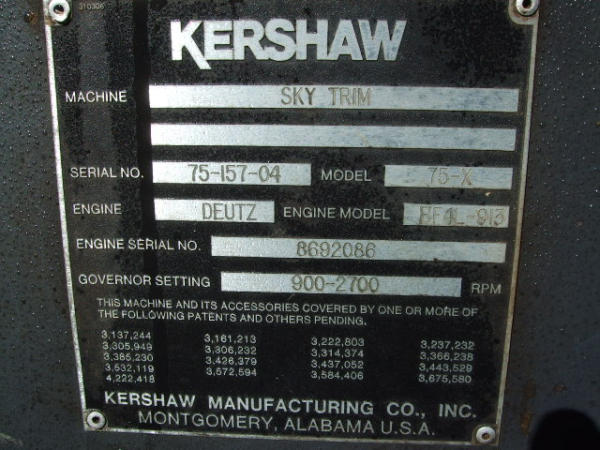 310306
KERSHAW
MACHINE SKY TRIM
SERIAL NO. 75-157-04 MODEL 75-X
ENGINE DEUTZ ENGINE MODEL BF4L-913
ENGINE SERIAL NO. 8692086
GOVERNOR SETTING 900-2700 RPM
THIS MACHINE AND ITS ACCESSORIES COVERED BY ONE OR MORE OF
THE FOLLOWING PATENTS AND OTHERS PENDING.
3,137,244 3,161,213 3,222,803 3,237,232
3,305,949 3,306,232 3,314,374 3,366,238
3,385,230 3,426,379 3,437,052 3,443,529
3,532,119 3,572,594 3,584,406 3,675,580
4,222,418
KERSHAW MANUFACTURING CO., INC.
MONTGOMERY, ALABAMA U.S.A.